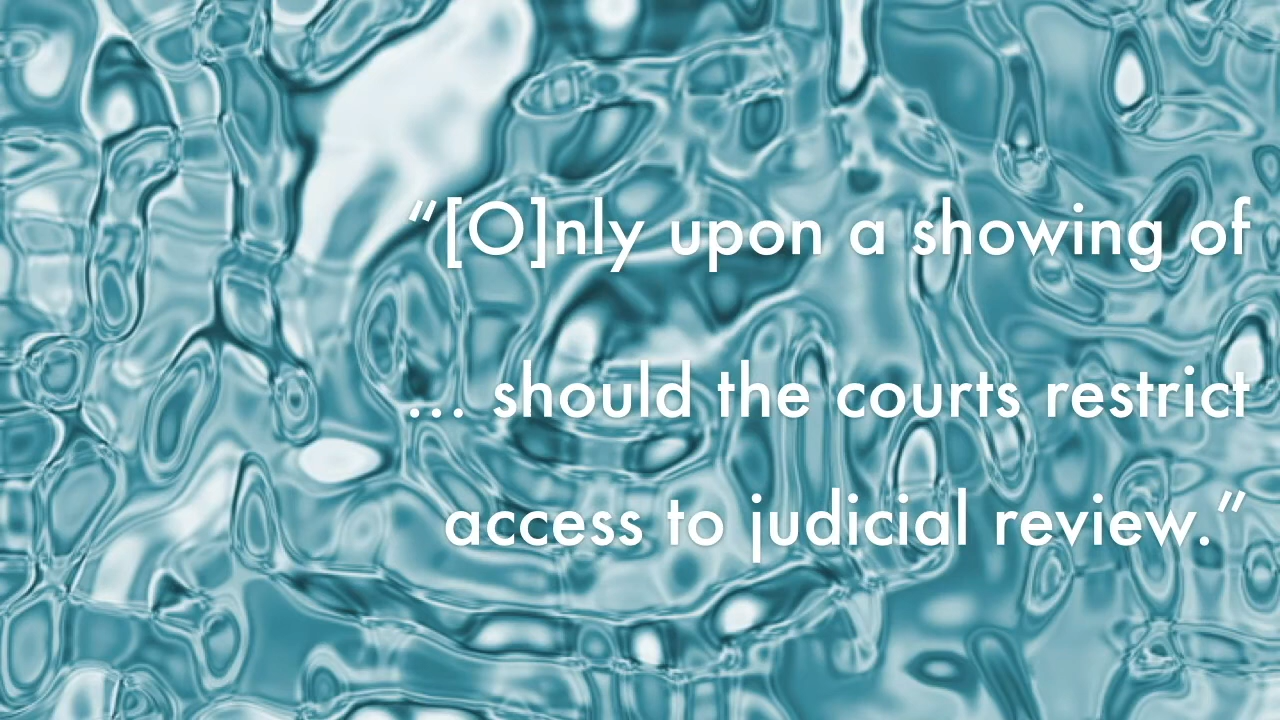 “[O]nly upon a showing of
… should the courts restrict
access to judicial review.”